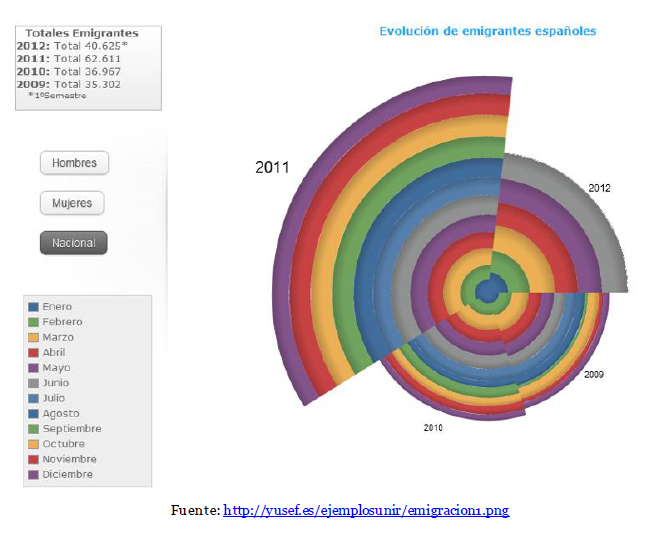 Totales Emigrantes
2012: Total 40.625*
2011: Total 62.611
2010: Total 36.967
2009: Total 35.302
*1ºSemestre
Evolución de emigrantes españoles
Hombres
Mujeres
Nacional
2011
2012
2009
2010
Enero
Febrero
Marzo
Abril
Mayo
Junio
Julio
Agosto
Septiembre
Octubre
Noviembre
Diciembre
Fuente: http://yusef.es/ejemplosunir/emigracion1.png